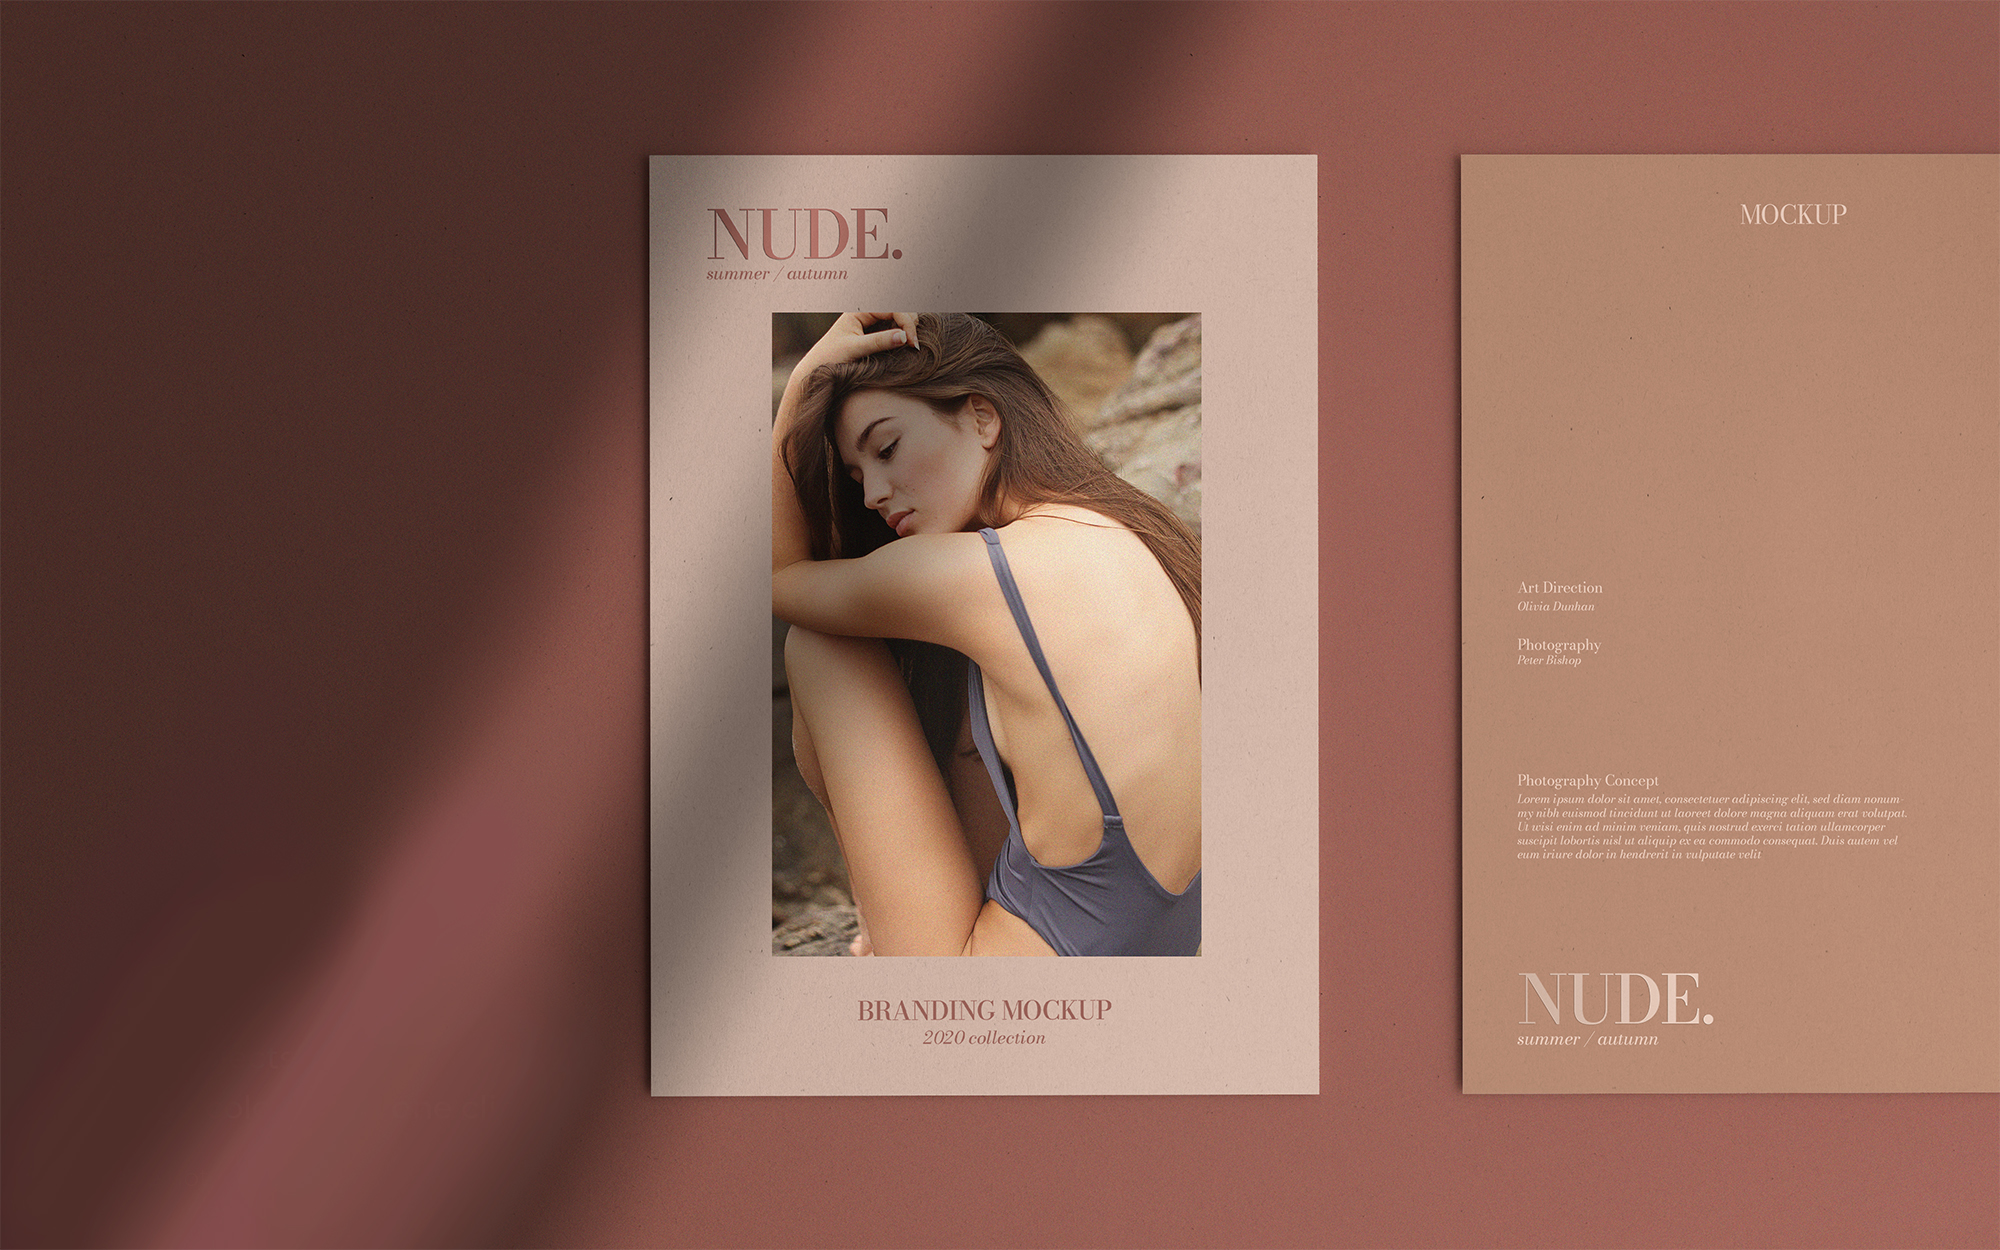 NUDE.
summer / autumn
BRANDING MOCKUP
2020 collection
MOCKUP
Art Direction
Olivia Dunhan
Photography
Peter Bishop
Photography Concept
Lorem ipsum dolor sit amet, consectetuer adipiscing elit, sed diam nonum-
my nibh euismod tincidunt ut laoreet dolore magna aliquam erat volutpat.
Ut wisi enim ad minim veniam, quis nostrud exerci tation ullamcorper
suscipit lobortis nisl ut aliquip ex ea commodo consequat. Duis autem vel
eum iriure dolor in hendrerit in vulputate velit
NUDE.
summer / autumn